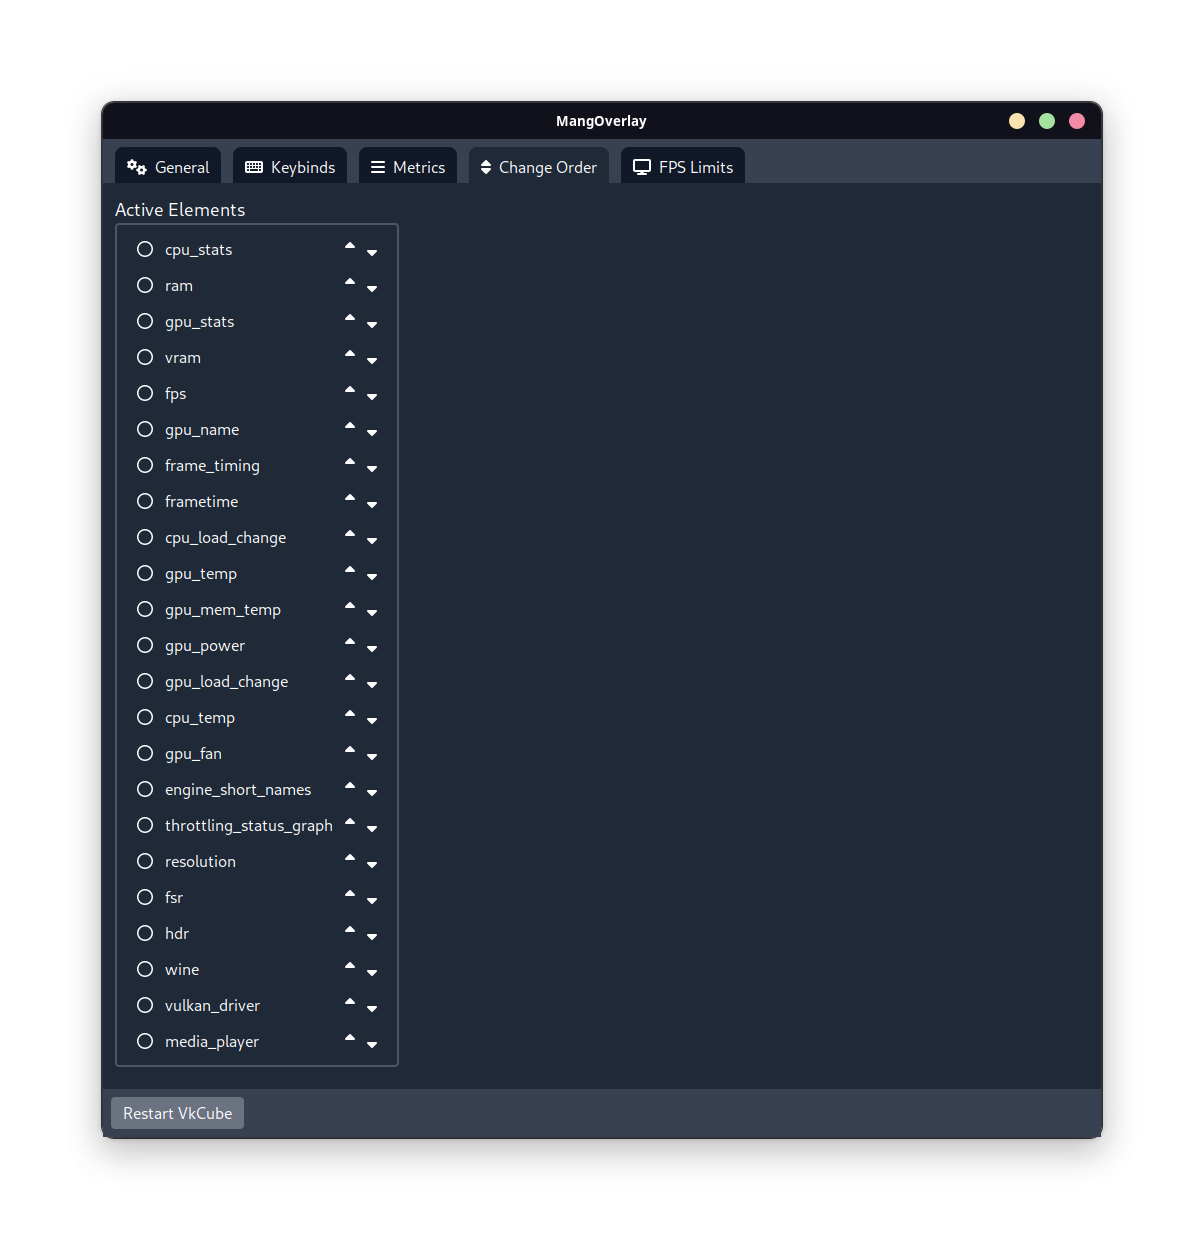 MangOverlay
General Keybinds Metrics Change Order FPS Limits
Active Elements
cpu_stats
ram
gpu_stats
vram
fps
gpu_name
frame_timing
frametime
cpu_load_change
gpu_temp
gpu_mem_temp
gpu_power
gpu_load_change
cpu_temp
gpu_fan
engine_short_names
throttling_status_graph
resolution
fsr
hdr
wine
vulkan_driver
media_player
Restart VkCube